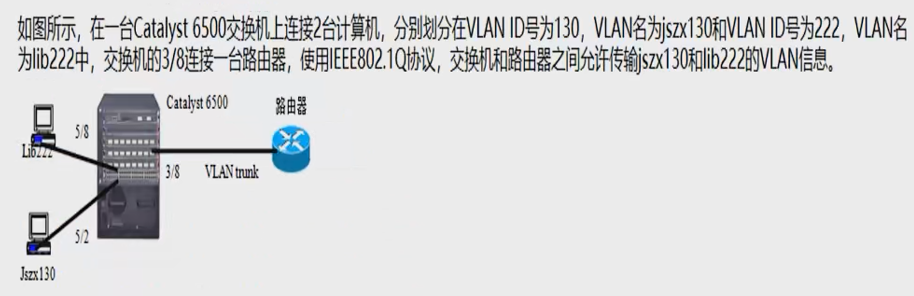 如图所示，在一台Catalyst 6500交换机上连接2台计算机，分别划分在VLAN ID号为130，VLAN名为jszx130和VLAN ID号为222，VLAN名
为lib222中，交换机的3/8连接一台路由器，使用IEEE802.1Q协议，交换机和路由器之间允许传输jszx130和lib222的VLAN信息。
Catalyst 6500
路由器
5/8
Lib222
3/8
VLAN trunk
5/2
Jszx130